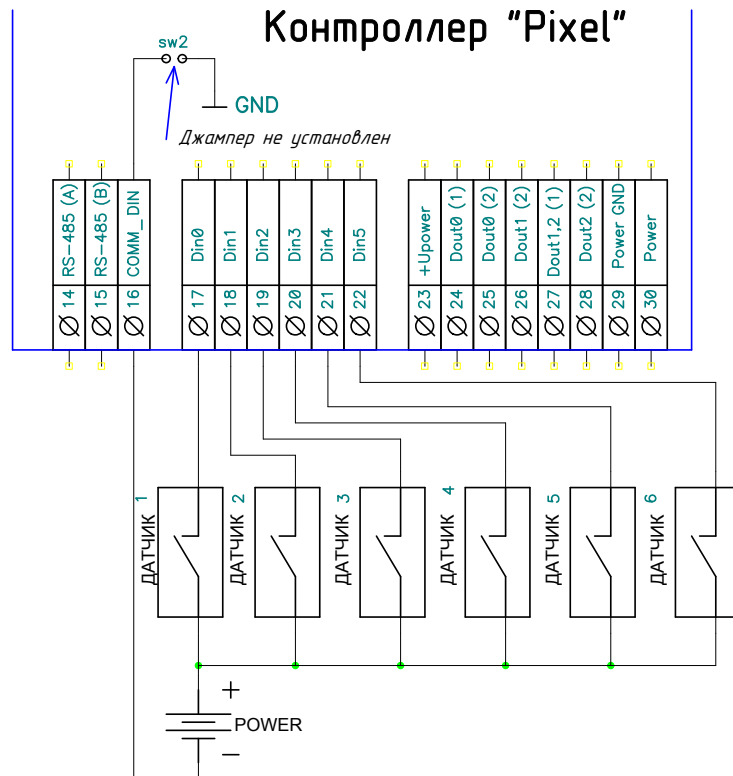 Контроллер "Pixel"
sw2
GND
Джампер не установлен
RS-485 (A)
RS-485 (B)
COMM_ DIN
Din0
Din1
Din2
Din3
Din4
Din5
+Upower
Dout0 (1)
Dout0 (2)
Dout1 (2)
Dout1,2 (1)
Dout2 (2)
Power GND
Power
14
15
16
17
18
19
20
21
22
23
24
25
26
27
28
29
30
ДАТЧИК 1
ДАТЧИК 2
ДАТЧИК 3
ДАТЧИК 4
ДАТЧИК 5
ДАТЧИК 6
+
POWER
−